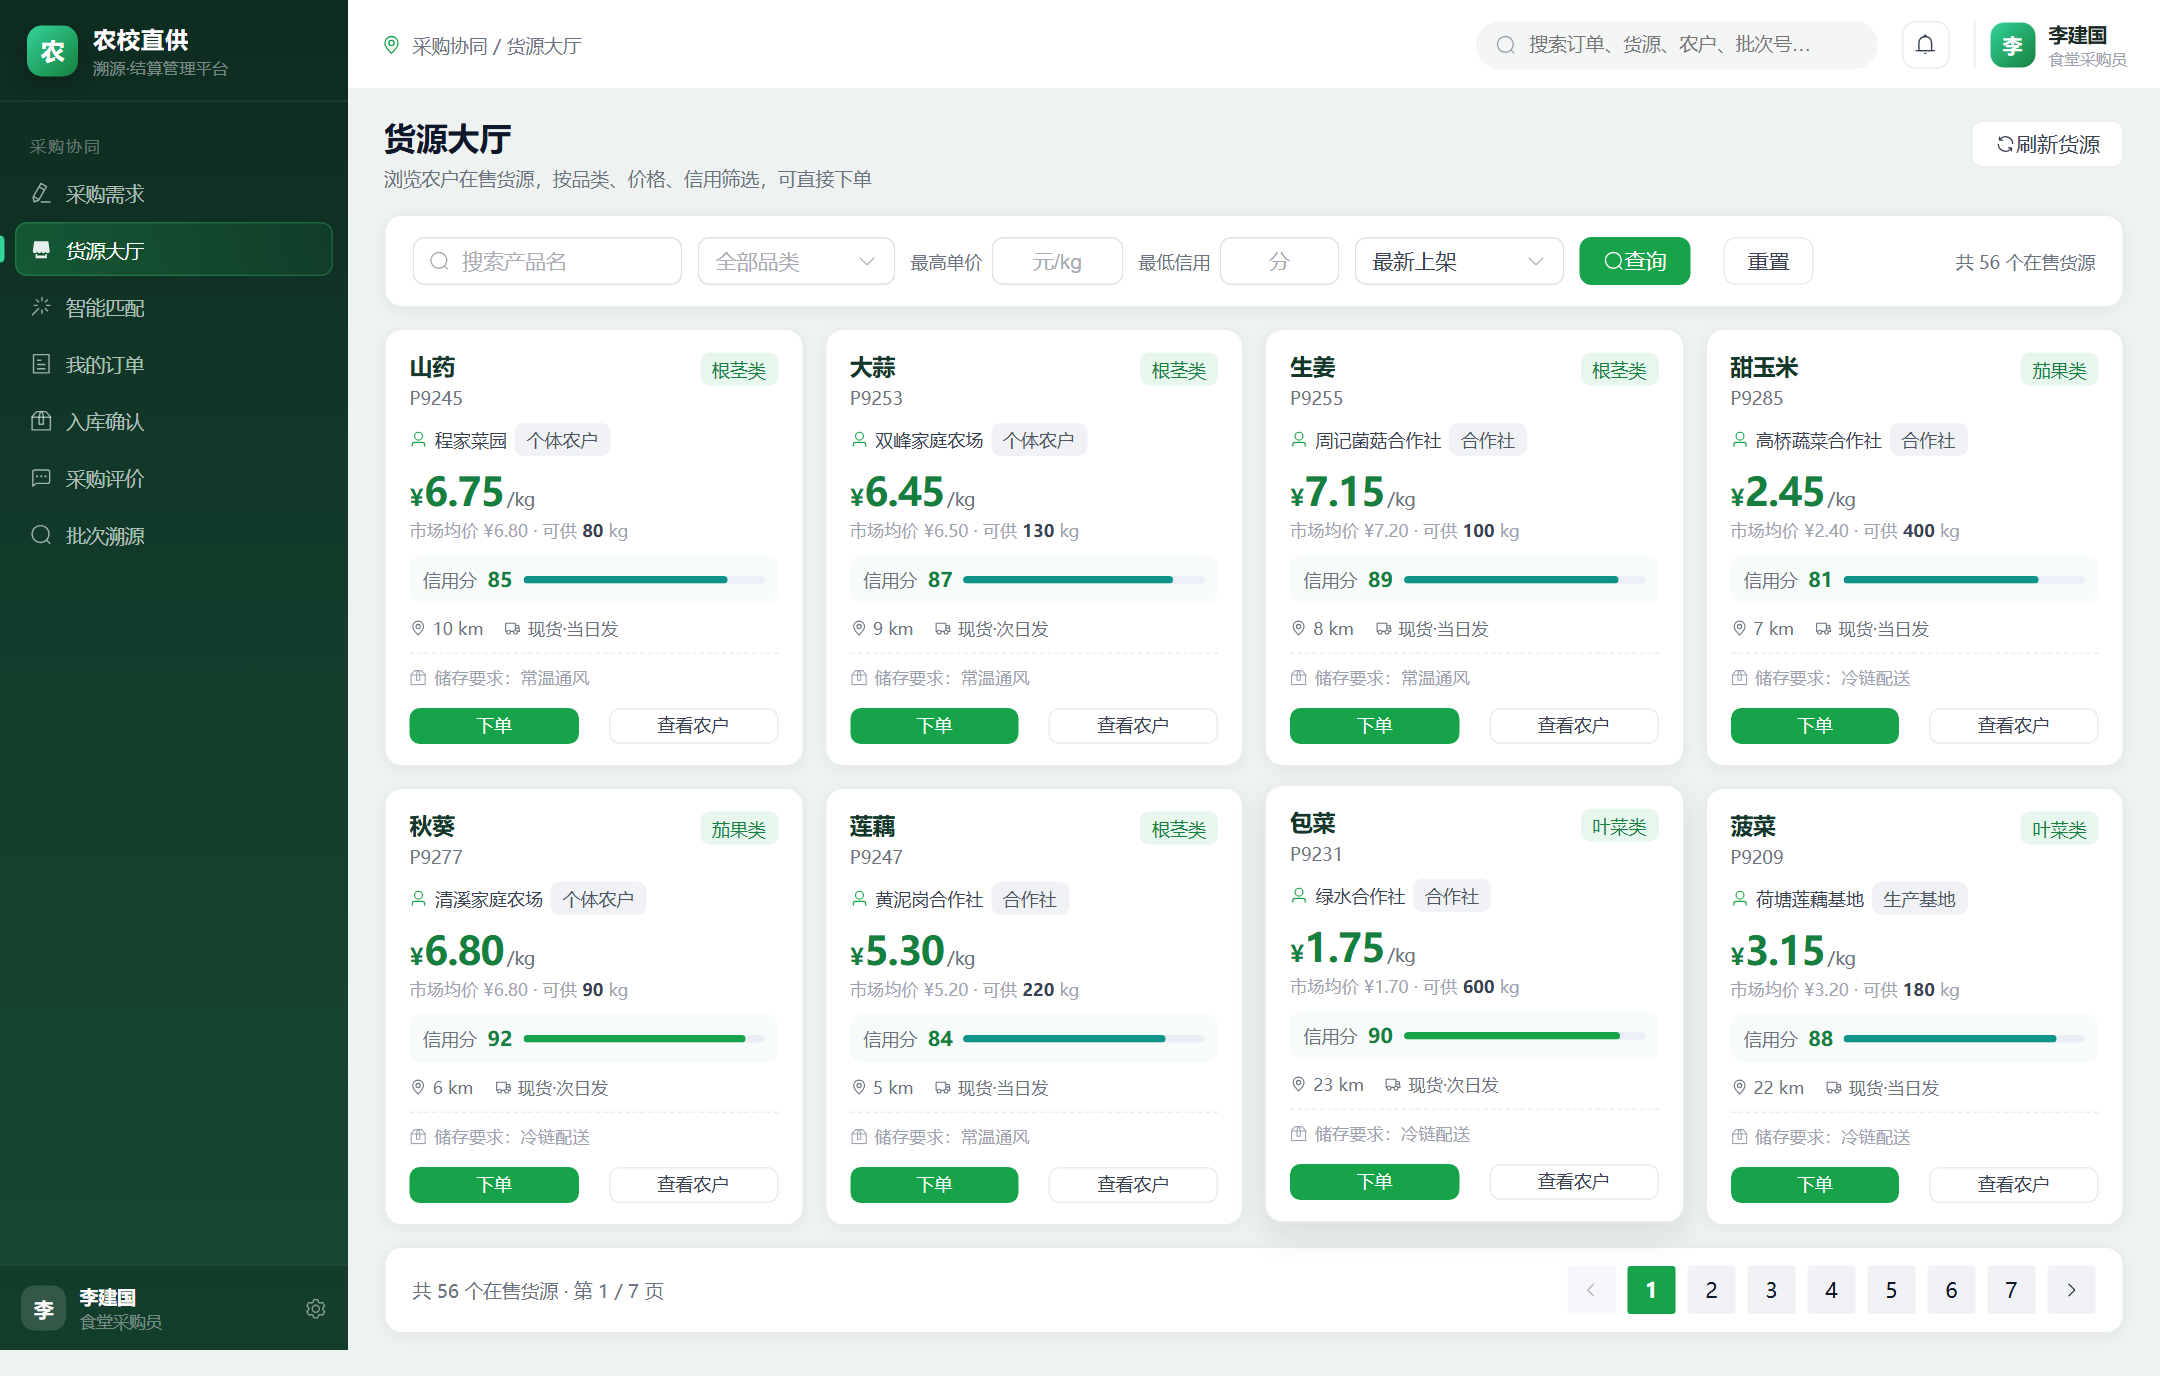 农
农校直供
溯源·结算管理平台
采购协同
采购需求
货源大厅
智能匹配
我的订单
入库确认
采购评价
批次溯源
李
李建国
食堂采购员
采购协同 / 货源大厅
搜索订单、货源、农户、批次号...
李
李建国
食堂采购员
货源大厅
浏览农户在售货源，按品类、价格、信用筛选，可直接下单
刷新货源
搜索产品名
全部品类
最高单价
元/kg
最低信用
分
最新上架
查询
重置
共 56 个在售货源
山药
根茎类
P9245
程家菜园 个体农户
¥6.75/kg
市场均价 ¥6.80 · 可供 80 kg
信用分 85
10 km 现货·当日发
储存要求：常温通风
下单 查看农户
大蒜
根茎类
P9253
双峰家庭农场 个体农户
¥6.45/kg
市场均价 ¥6.50 · 可供 130 kg
信用分 87
9 km 现货·次日发
储存要求：常温通风
下单 查看农户
生姜
根茎类
P9255
周记菌菇合作社 合作社
¥7.15/kg
市场均价 ¥7.20 · 可供 100 kg
信用分 89
8 km 现货·当日发
储存要求：常温通风
下单 查看农户
甜玉米
茄果类
P9285
高桥蔬菜合作社 合作社
¥2.45/kg
市场均价 ¥2.40 · 可供 400 kg
信用分 81
7 km 现货·当日发
储存要求：冷链配送
下单 查看农户
秋葵
茄果类
P9277
清溪家庭农场 个体农户
¥6.80/kg
市场均价 ¥6.80 · 可供 90 kg
信用分 92
6 km 现货·次日发
储存要求：冷链配送
下单 查看农户
莲藕
根茎类
P9247
黄泥岗合作社 合作社
¥5.30/kg
市场均价 ¥5.20 · 可供 220 kg
信用分 84
5 km 现货·当日发
储存要求：常温通风
下单 查看农户
包菜
叶菜类
P9231
绿水合作社 合作社
¥1.75/kg
市场均价 ¥1.70 · 可供 600 kg
信用分 90
23 km 现货·次日发
储存要求：冷链配送
下单 查看农户
菠菜
叶菜类
P9209
荷塘莲藕基地 生产基地
¥3.15/kg
市场均价 ¥3.20 · 可供 180 kg
信用分 88
22 km 现货·当日发
储存要求：冷链配送
下单 查看农户
共 56 个在售货源 · 第 1 / 7 页
1 2 3 4 5 6 7